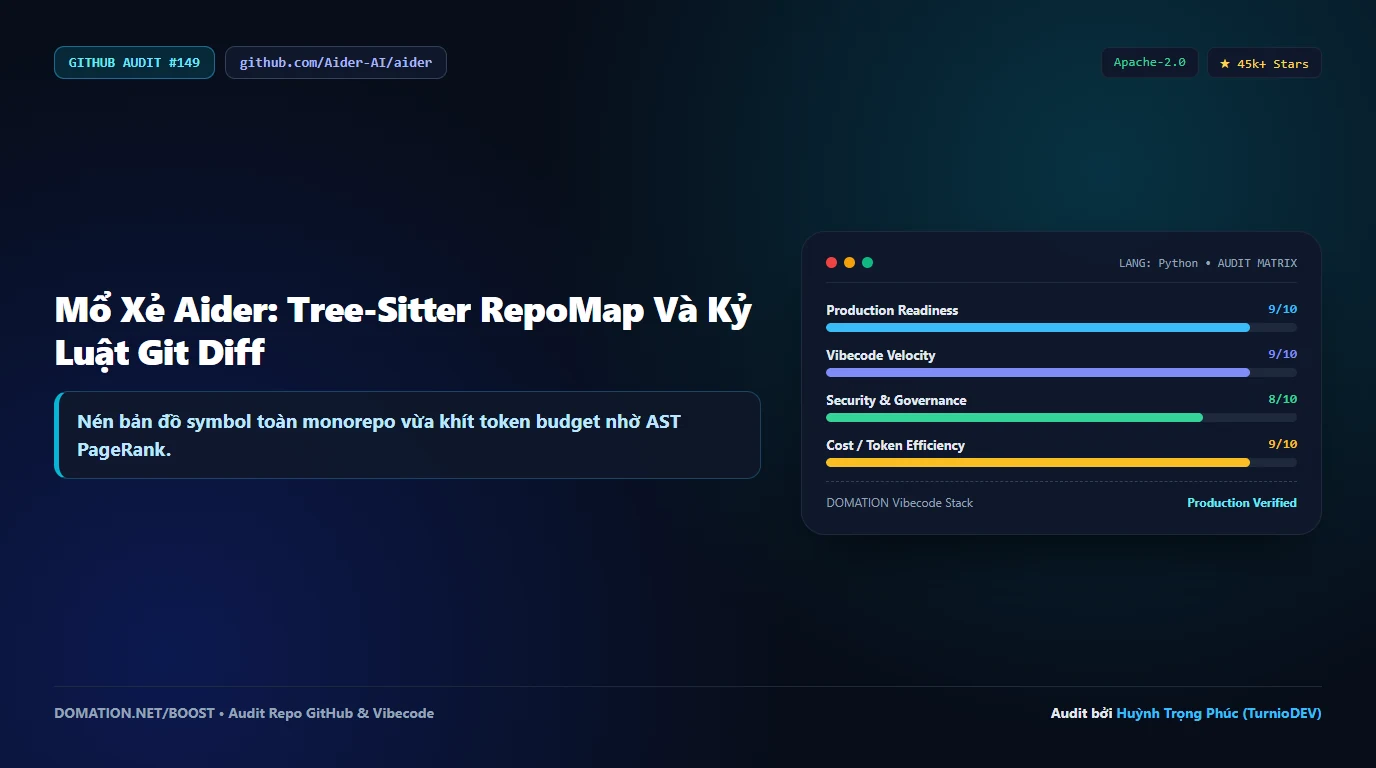 GITHUB AUDIT #149
github.com/Aider-AI/aider
Apache-2.0
★ 45k+ Stars
Mổ Xẻ Aider: Tree-Sitter RepoMap Và Kỷ
Luật Git Diff
Nén bản đồ symbol toàn monorepo vừa khít token budget nhờ AST
PageRank.
LANG: Python • AUDIT MATRIX
Production Readiness 9/10
Vibecode Velocity 9/10
Security & Governance 8/10
Cost / Token Efficiency 9/10
DOMATION Vibecode Stack Production Verified
DOMATION.NET/BOOST • Audit Repo GitHub & Vibecode
Audit bởi Huỳnh Trọng Phúc (TurnioDEV)